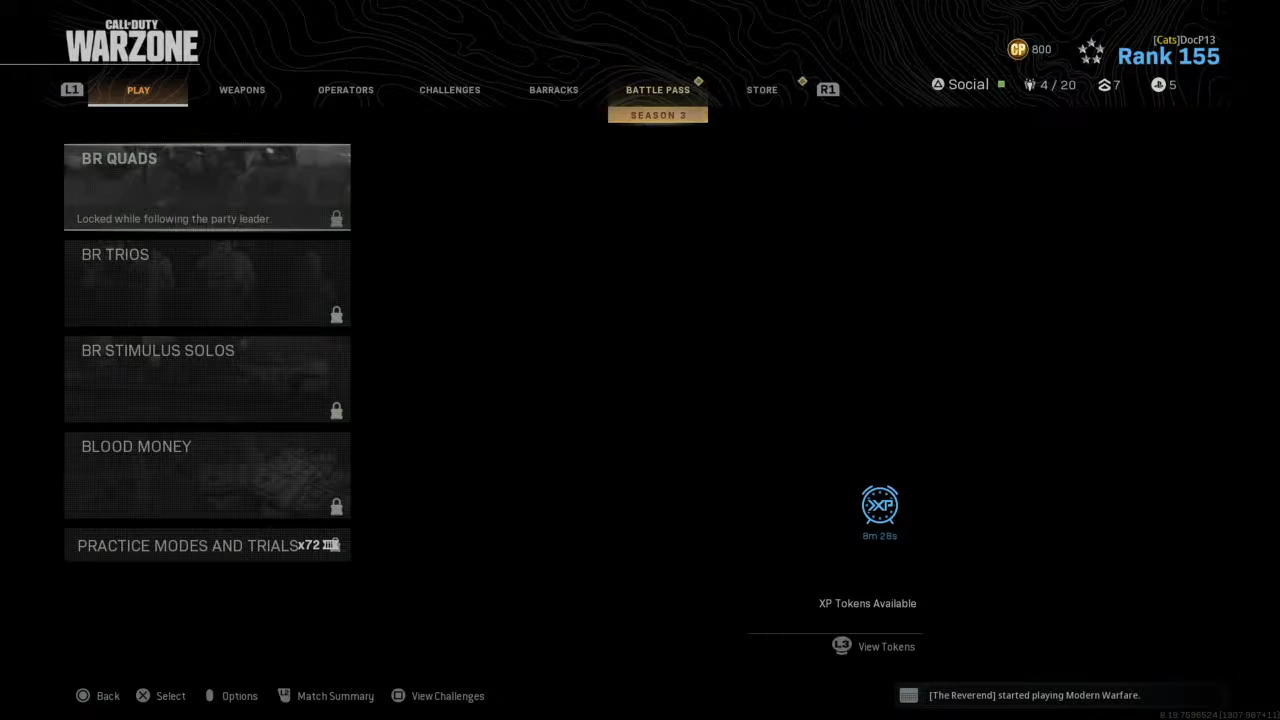 CALL OF DUTY
WARZONE
CP 800
[Cats]DocP13
Rank 155
L1
PLAY
WEAPONS
OPERATORS
CHALLENGES
BARRACKS
BATTLE PASS
STORE
R1
Social
4 / 20
7
5
SEASON 3
BR QUADS
Locked while following the party leader.
BR TRIOS
BR STIMULUS SOLOS
BLOOD MONEY
PRACTICE MODES AND TRIALS x72
XP
8m 28s
XP Tokens Available
L3 View Tokens
Back
Select
Options
L2 Match Summary
View Challenges
[The Reverend] started playing Modern Warfare.